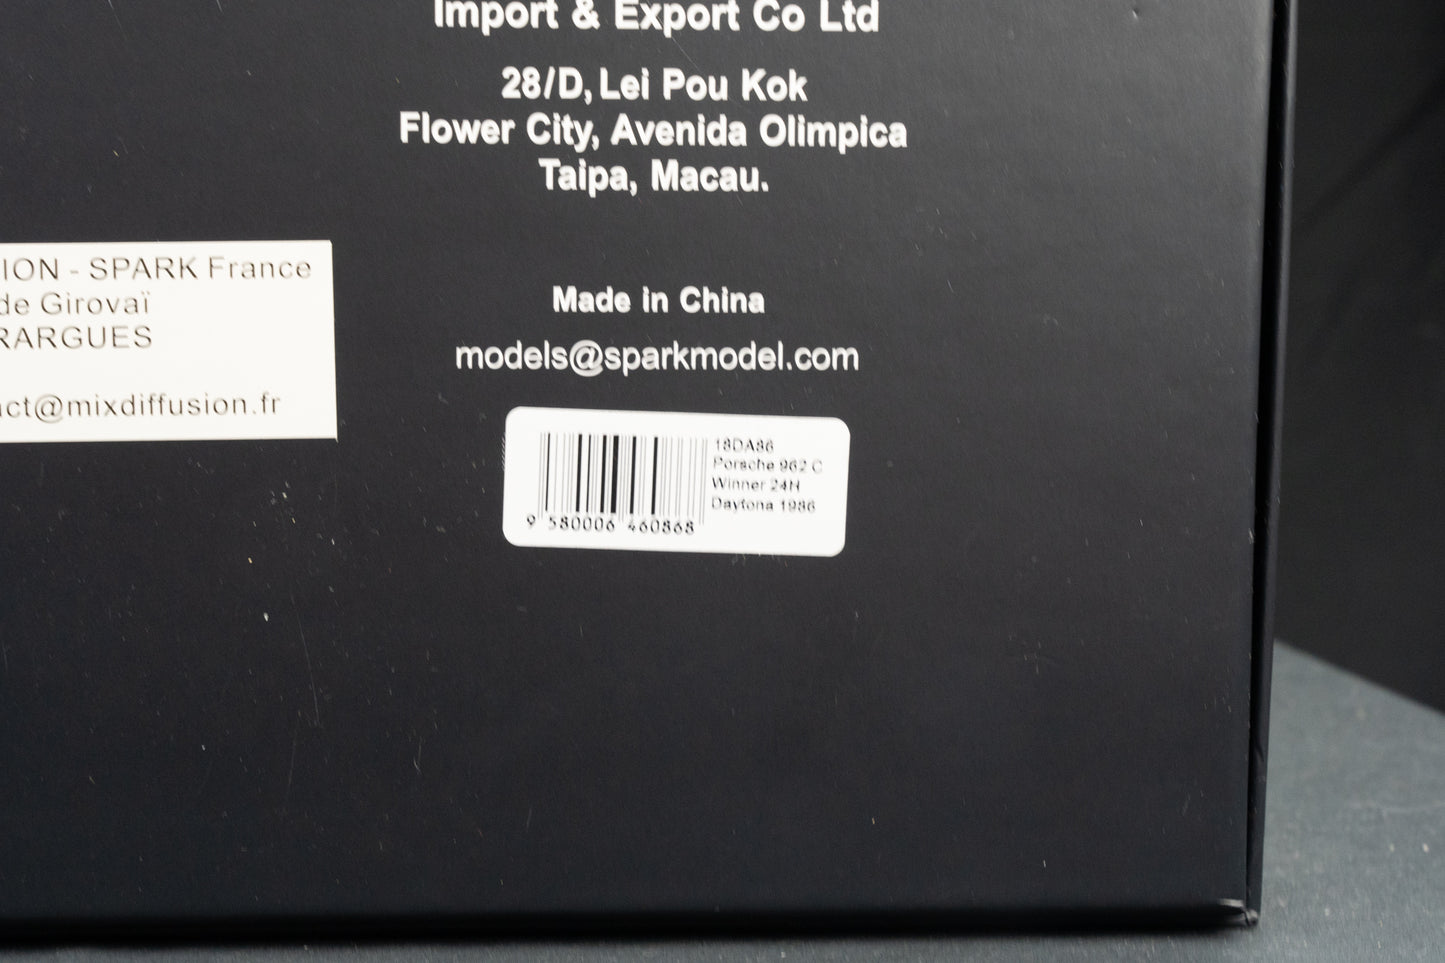 Import & Export Co Ltd
28/D, Lei Pou Kok
Flower City, Avenida Olimpica
Taipa, Macau.
ION - SPARK France
de Girovaï
RARGUES
act@mixdiffusion.fr
Made in China
models@sparkmodel.com
18DA86
Porsche 962 C
Winner 24H
Daytona 1986
9 580006 460868